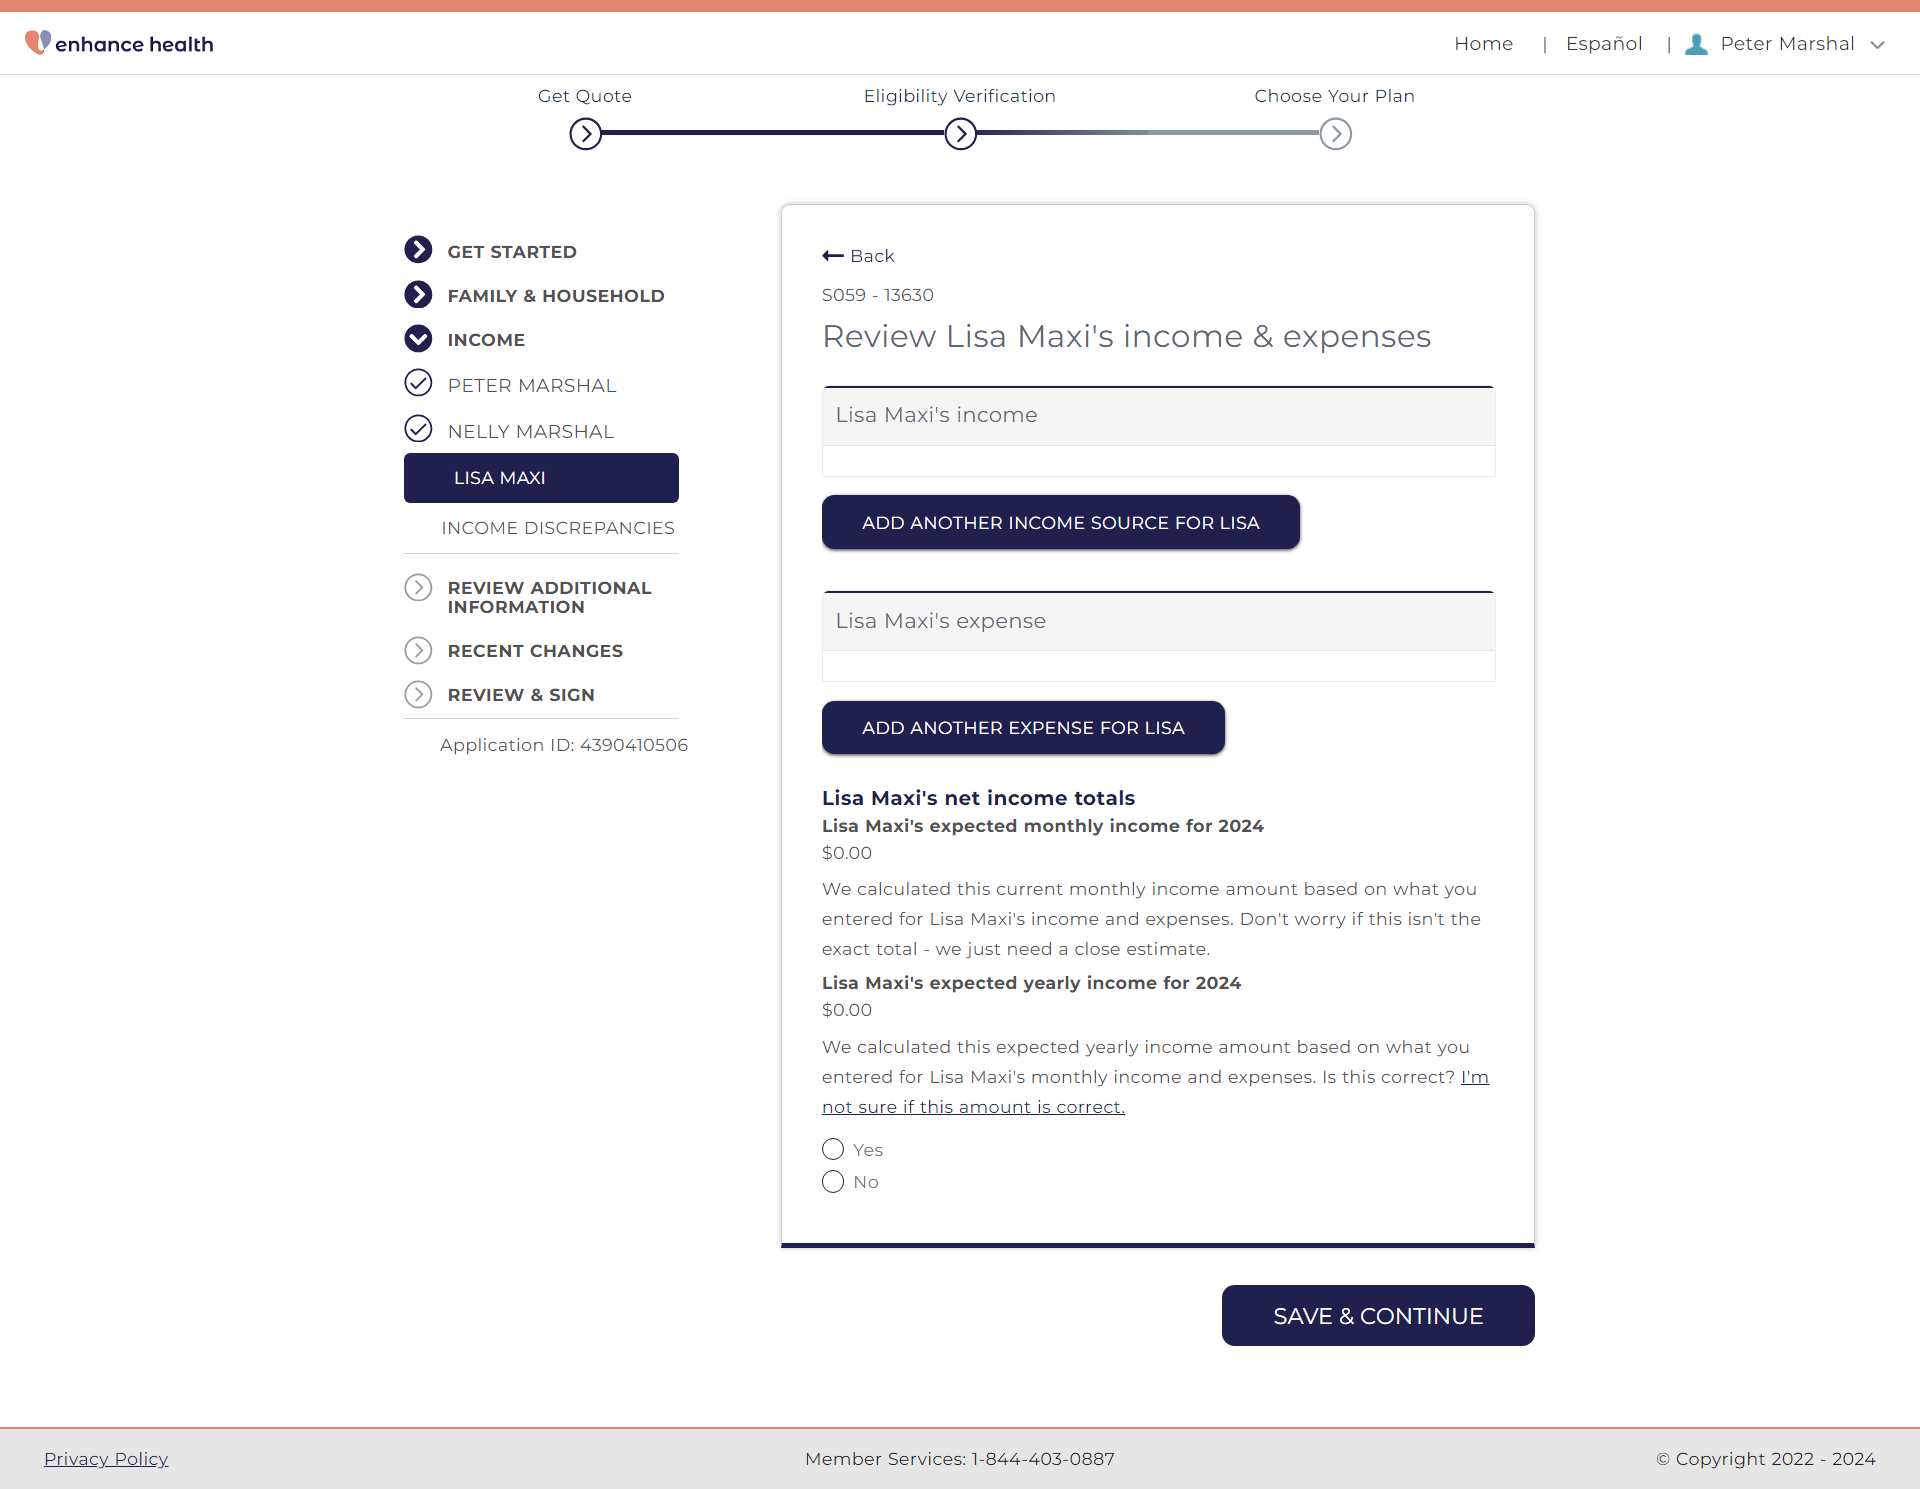 enhance health
Home | Español | Peter Marshal
Get Quote
Eligibility Verification
Choose Your Plan
GET STARTED
FAMILY & HOUSEHOLD
INCOME
PETER MARSHAL
NELLY MARSHAL
LISA MAXI
INCOME DISCREPANCIES
REVIEW ADDITIONAL
INFORMATION
RECENT CHANGES
REVIEW & SIGN
Application ID: 4390410506
Back
S059 - 13630
Review Lisa Maxi's income & expenses
Lisa Maxi's income
ADD ANOTHER INCOME SOURCE FOR LISA
Lisa Maxi's expense
ADD ANOTHER EXPENSE FOR LISA
Lisa Maxi's net income totals
Lisa Maxi's expected monthly income for 2024
$0.00
We calculated this current monthly income amount based on what you
entered for Lisa Maxi's income and expenses. Don't worry if this isn't the
exact total - we just need a close estimate.
Lisa Maxi's expected yearly income for 2024
$0.00
We calculated this expected yearly income amount based on what you
entered for Lisa Maxi's monthly income and expenses. Is this correct? I'm
not sure if this amount is correct.
Yes
No
SAVE & CONTINUE
Privacy Policy
Member Services: 1-844-403-0887
© Copyright 2022 - 2024